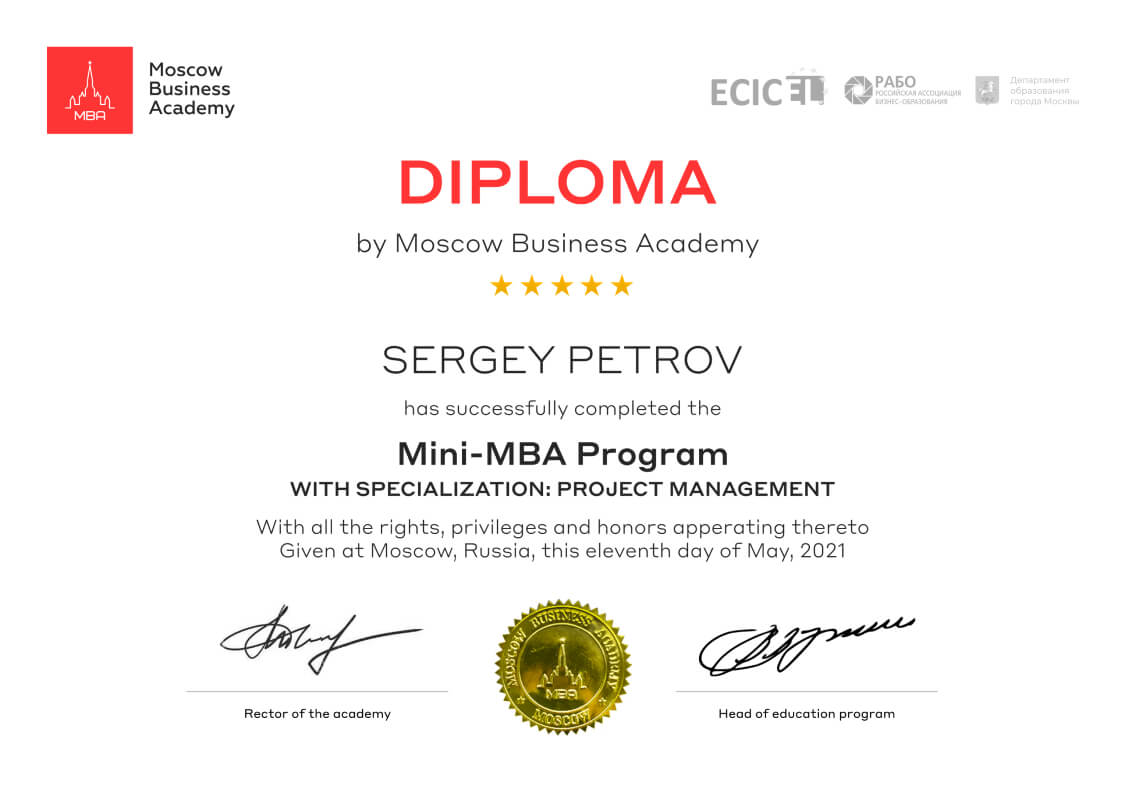 MBA
Moscow
Business
Academy
ECICEL
РАБО
РОССИЙСКАЯ АССОЦИАЦИЯ
БИЗНЕС-ОБРАЗОВАНИЯ
Департамент
образования
города Москвы
DIPLOMA
by Moscow Business Academy
SERGEY PETROV
has successfully completed the
Mini-MBA Program
WITH SPECIALIZATION: PROJECT MANAGEMENT
With all the rights, privileges and honors apperating thereto
Given at Moscow, Russia, this eleventh day of May, 2021
MOSCOW BUSINESS ACADEMY
MBA
MOSCOW
Rector of the academy
Head of education program